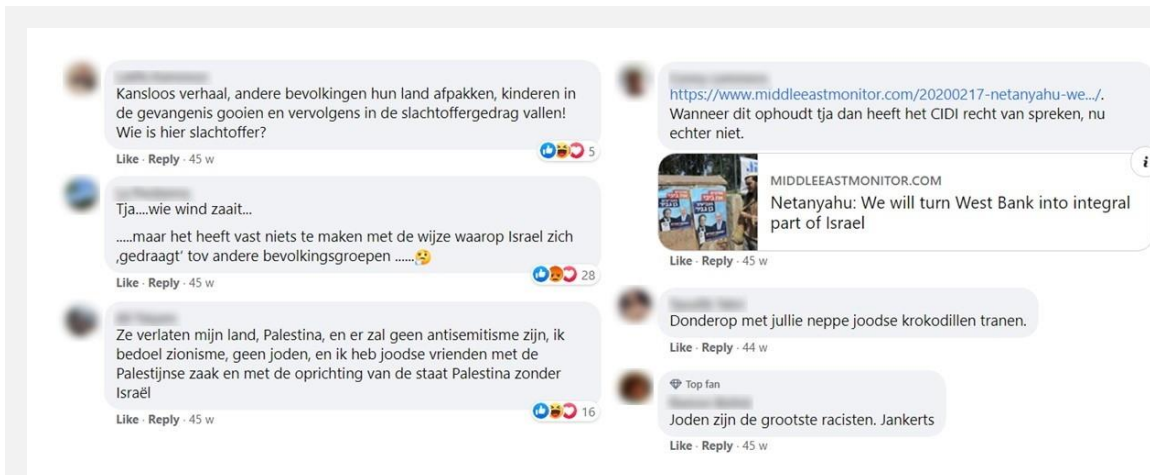 Kansloos verhaal, andere bevolkingen hun land afpakken, kinderen in
de gevangenis gooien en vervolgens in de slachtoffergedrag vallen!
Wie is hier slachtoffer?
Like · Reply · 45 w
5
Tja....wie wind zaait...
.....maar het heeft vast niets te maken met de wijze waarop Israel zich
‚gedraagt' tov andere bevolkingsgroepen ......
28
Like · Reply · 45 w
Ze verlaten mijn land, Palestina, en er zal geen antisemitisme zijn, ik
bedoel zionisme, geen joden, en ik heb joodse vrienden met de
Palestijnse zaak en met de oprichting van de staat Palestina zonder
Israël
16
Like · Reply · 45 w
https://www.middleeastmonitor.com/20200217-netanyahu-we.../.
Wanneer dit ophoudt tja dan heeft het CIDI recht van spreken, nu
echter niet.
i
MIDDLEEASTMONITOR.COM
Netanyahu: We will turn West Bank into integral
part of Israel
Like · Reply · 45 w
Donderop met jullie neppe joodse krokodillen tranen.
Like · Reply · 44 w
Top fan
Joden zijn de grootste racisten. Jankerts
Like · Reply · 45 w